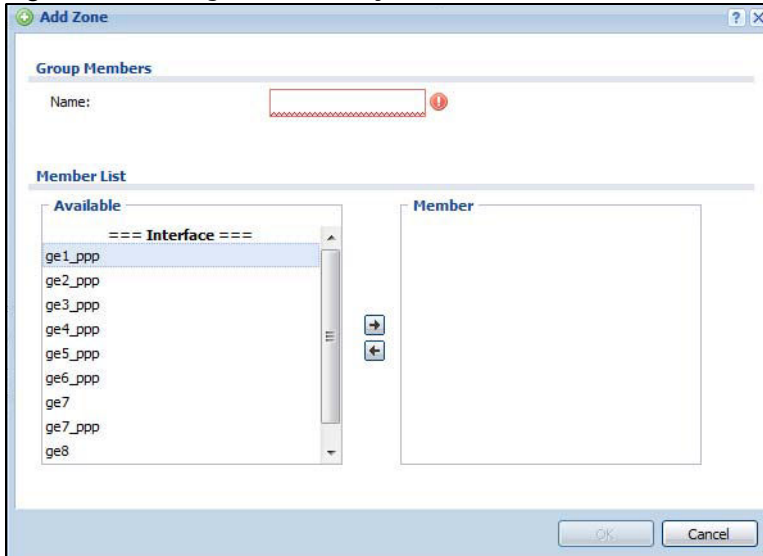 Add Zone
Group Members
Name:
Member List
Available
=== Interface ===
ge1_ppp
ge2_ppp
ge3_ppp
ge4_ppp
ge5_ppp
ge6_ppp
ge7
ge7_ppp
ge8
Member
OK
Cancel